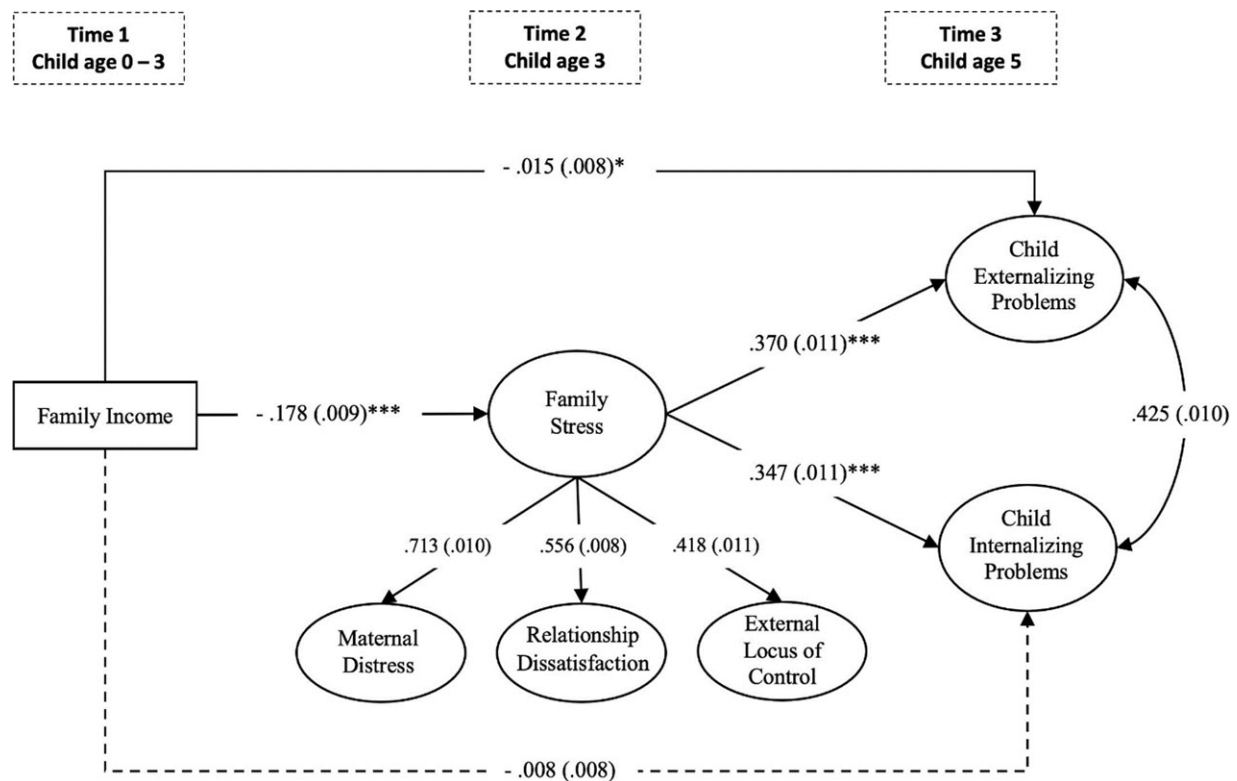 Time 1
Child age 0 – 3
Time 2
Child age 3
Time 3
Child age 5
- .015 (.008)*
Child
Externalizing
Problems
.370 (.011)***
Family Income
- .178 (.009)***
Family
Stress
.425 (.010)
.347 (.011)***
Child
Internalizing
Problems
.713 (.010)
.556 (.008)
.418 (.011)
Maternal
Distress
Relationship
Dissatisfaction
External
Locus of
Control
- .008 (.008)